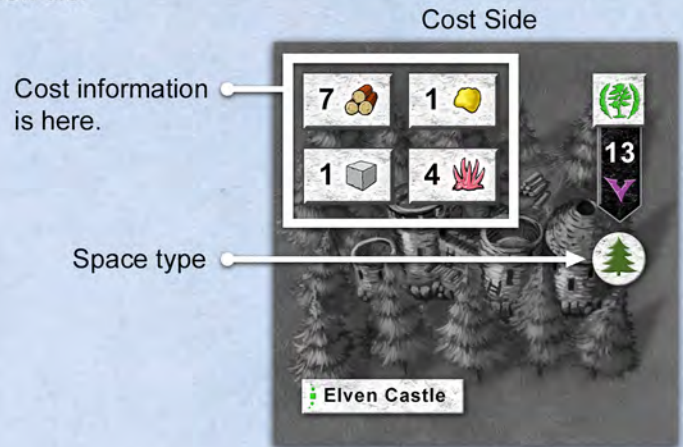 Cost Side
Cost information
is here.
7
1
13
1
4
Space type
Elven Castle